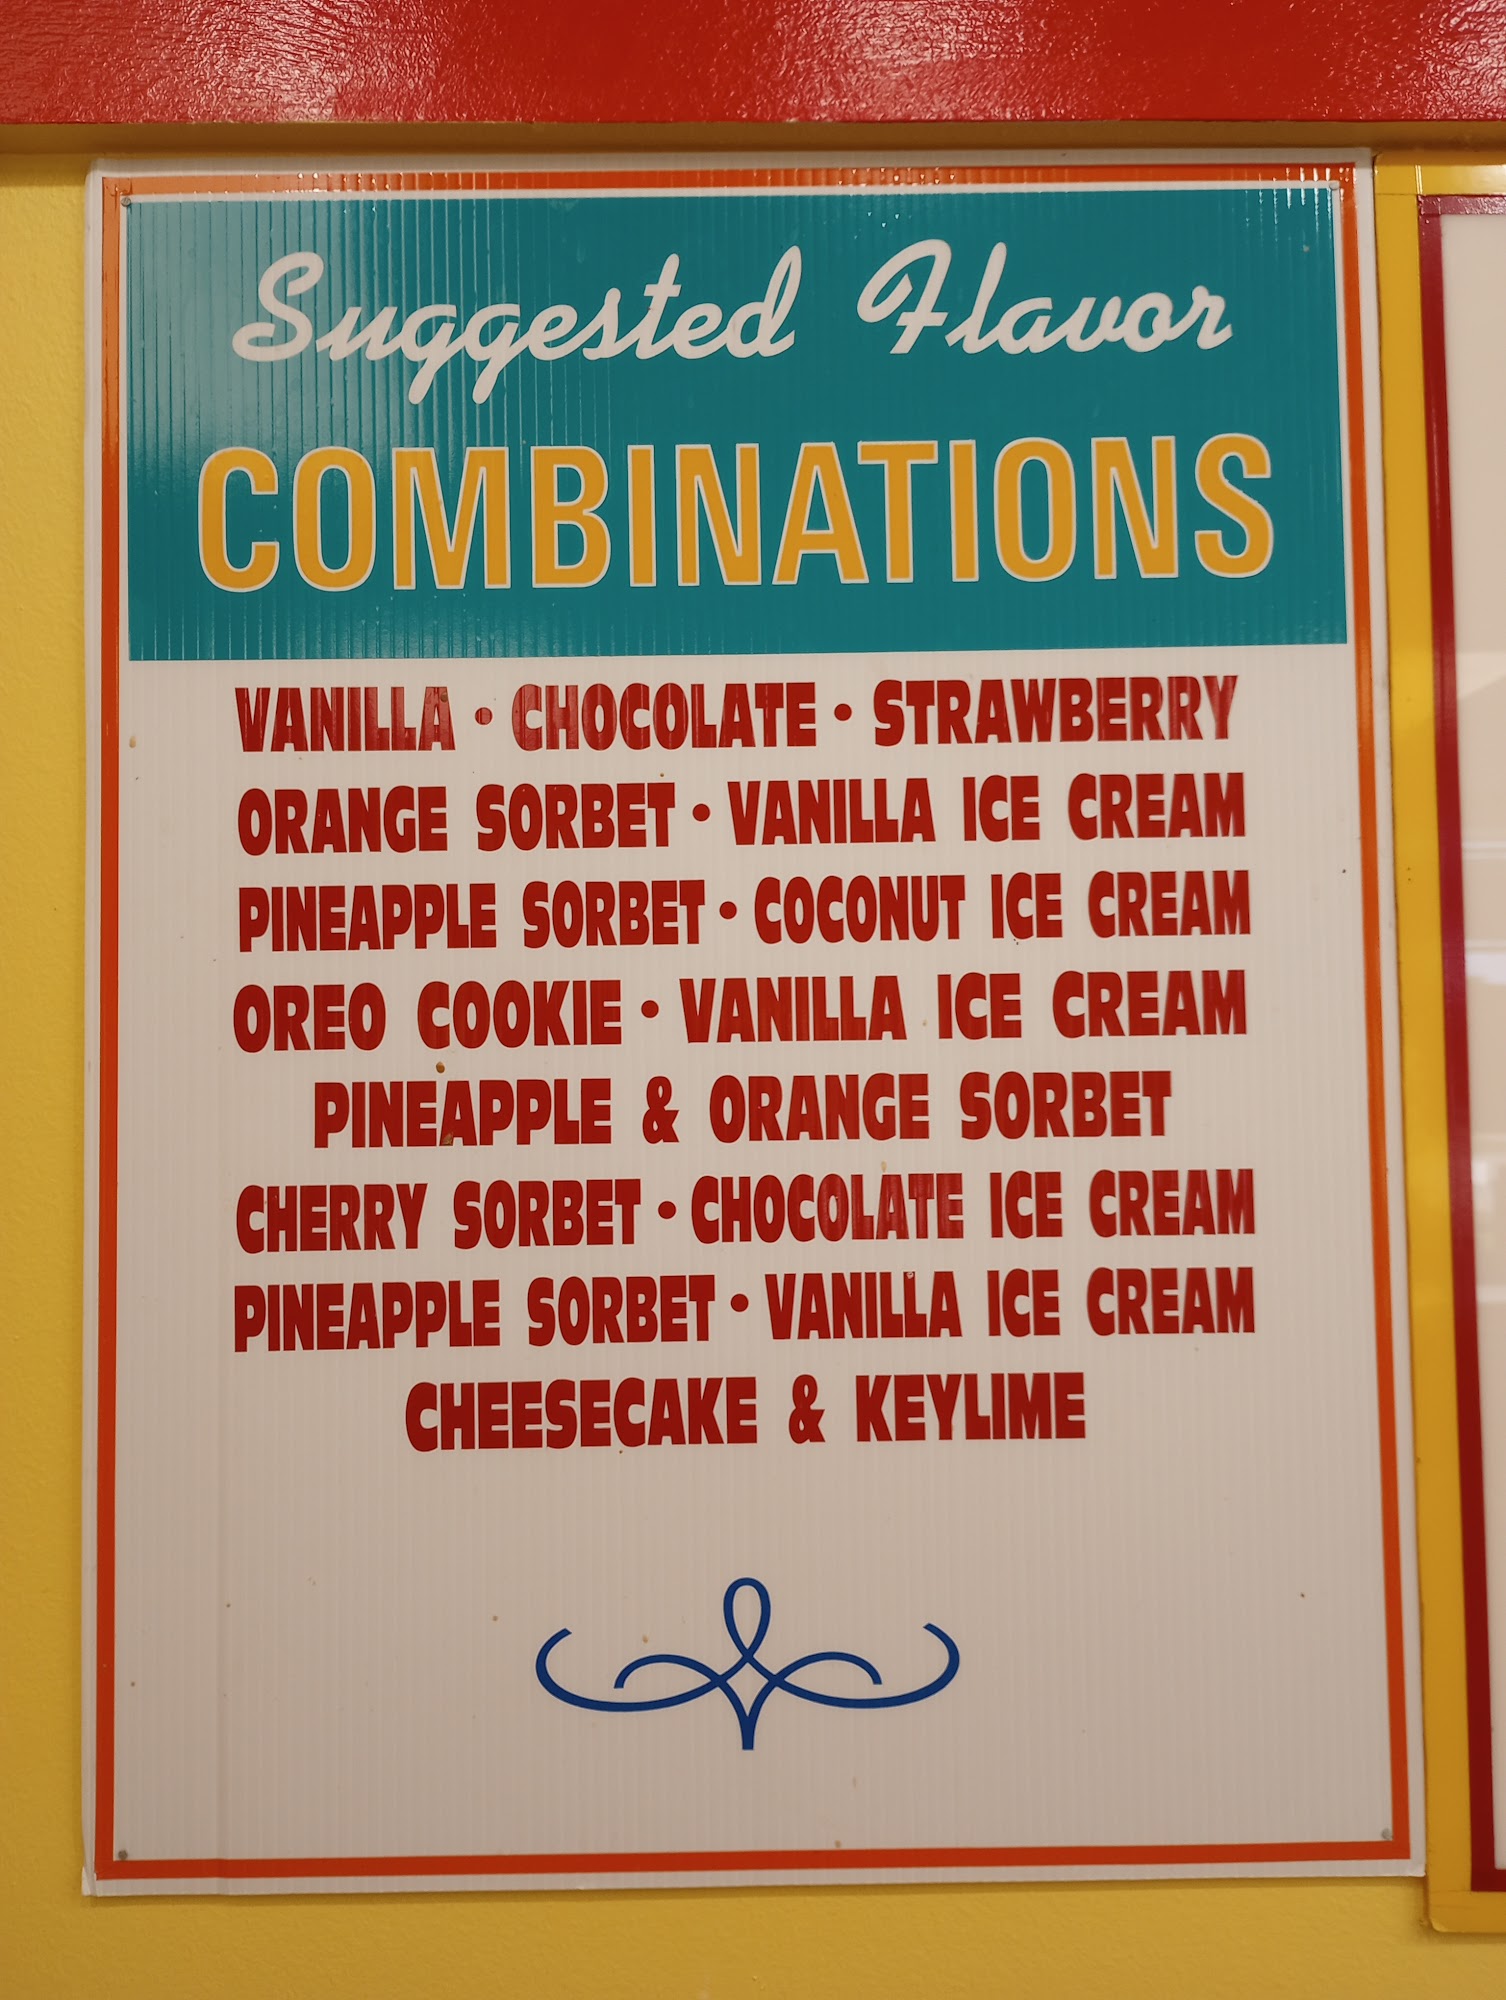 Suggested Flavor
COMBINATIONS
VANILLA • CHOCOLATE • STRAWBERRY
ORANGE SORBET • VANILLA ICE CREAM
PINEAPPLE SORBET • COCONUT ICE CREAM
OREO COOKIE • VANILLA ICE CREAM
PINEAPPLE & ORANGE SORBET
CHERRY SORBET • CHOCOLATE ICE CREAM
PINEAPPLE SORBET • VANILLA ICE CREAM
CHEESECAKE & KEYLIME